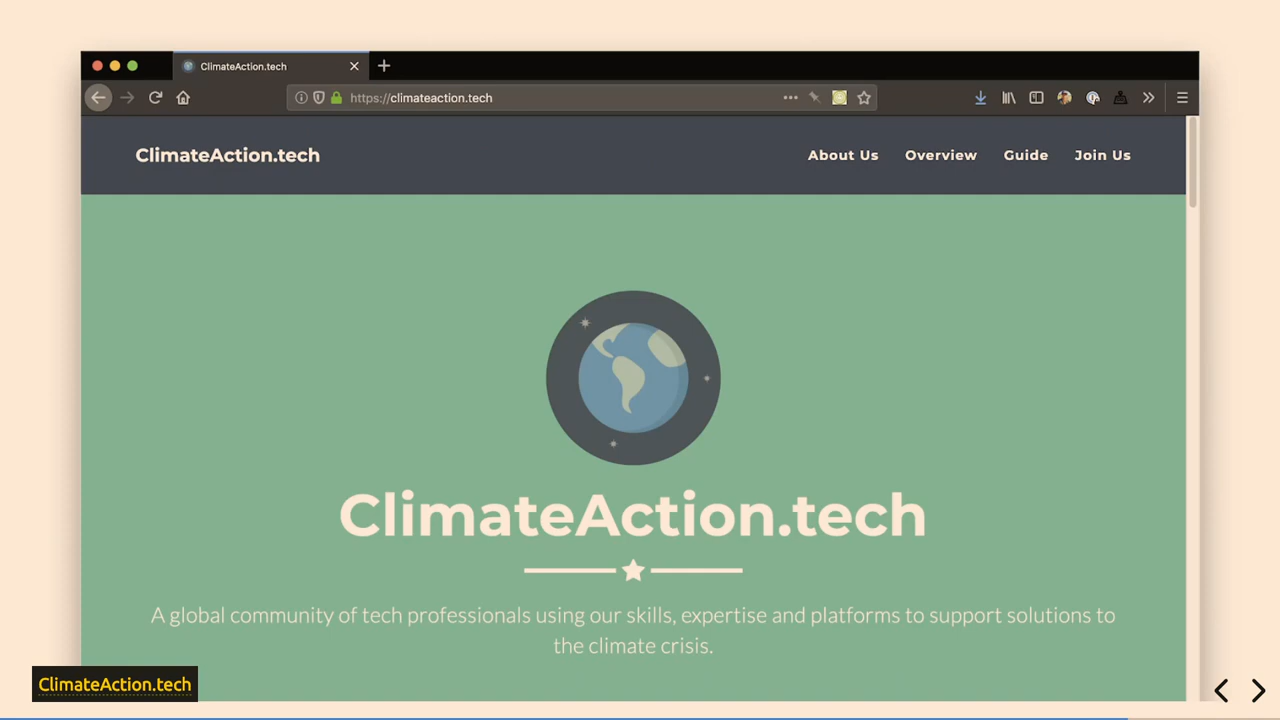 ClimateAction.tech
https://climateaction.tech
ClimateAction.tech
About Us Overview Guide Join Us
ClimateAction.tech
A global community of tech professionals using our skills, expertise and platforms to support solutions to
the climate crisis.
ClimateAction.tech